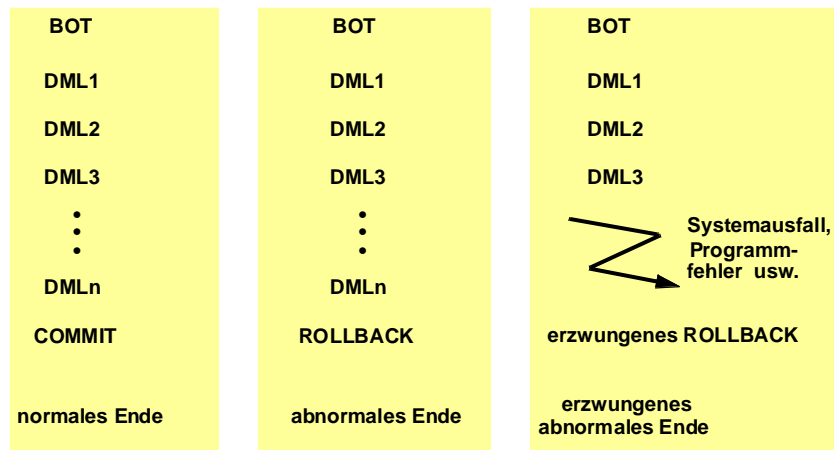 BOT
DML1
DML2
DML3
DMLn
COMMIT
normales Ende
BOT
DML1
DML2
DML3
DMLn
ROLLBACK
abnormales Ende
BOT
DML1
DML2
DML3
Systemausfall,
Programm-
fehler usw.
erzwungenes ROLLBACK
erzwungenes
abnormales Ende